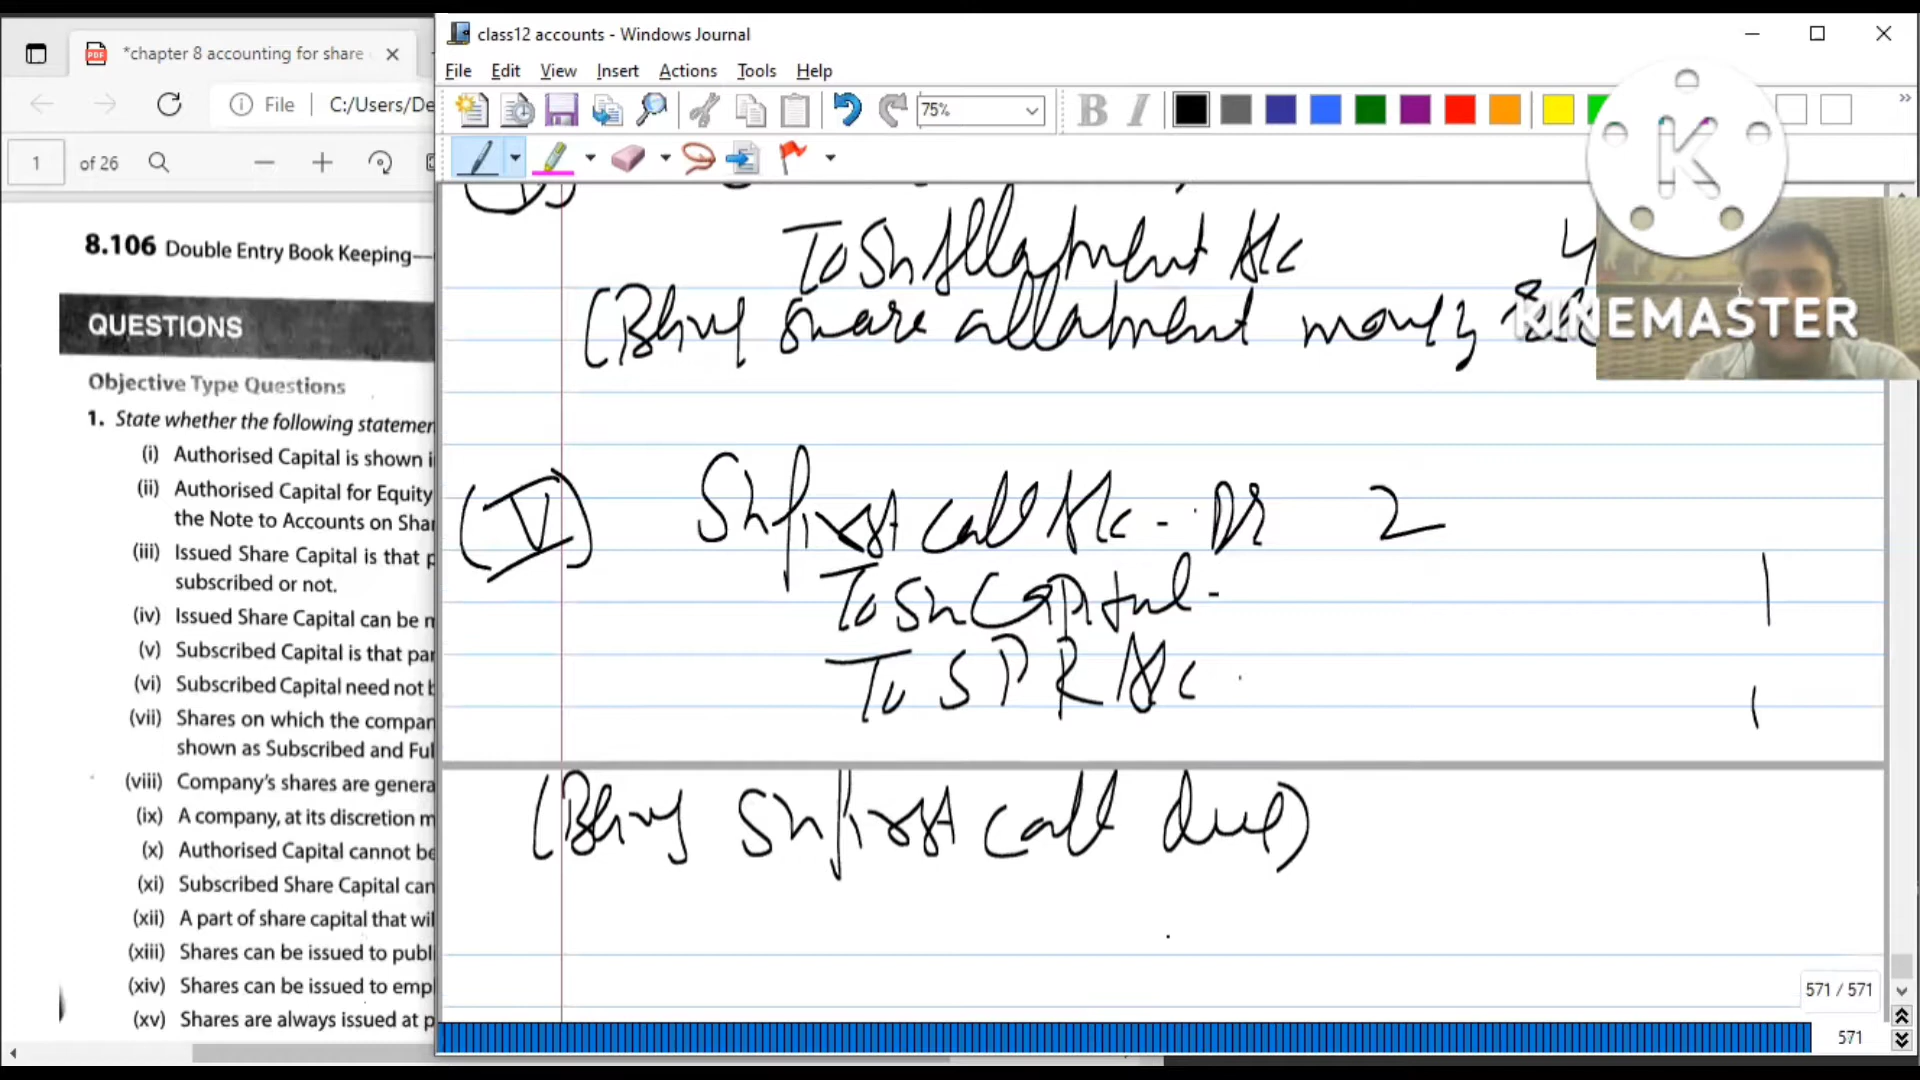 *chapter 8 accounting for share
class12 accounts - Windows Journal
File Edit View Insert Actions Tools Help
File C:/Users/De
75%
B I
1 of 26
K
KINEMASTER
8.106 Double Entry Book Keeping—
QUESTIONS
Objective Type Questions
1. State whether the following statemen
(i) Authorised Capital is shown i
(ii) Authorised Capital for Equity
the Note to Accounts on Shar
(iii) Issued Share Capital is that p
subscribed or not.
(iv) Issued Share Capital can be m
(v) Subscribed Capital is that par
(vi) Subscribed Capital need not b
(vii) Shares on which the compan
shown as Subscribed and Ful
(viii) Company's shares are genera
(ix) A company, at its discretion m
(x) Authorised Capital cannot be
(xi) Subscribed Share Capital can
(xii) A part of share capital that wil
(xiii) Shares can be issued to publi
(xiv) Shares can be issued to empl
(xv) Shares are always issued at p
To Sh Allotment A/c 4
(Being share allotment money
(V) Sh first call A/c - Dr 2
To Sh Capital - 1
To SPR A/c 1
(Being Sh first call due)
571 / 571
571